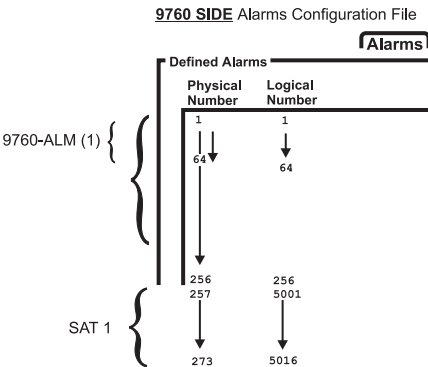 9760 SIDE Alarms Configuration File
Alarms
Defined Alarms
Physical Number Logical Number
1 1
9760-ALM (1)
64 64
256 256
257 5001
SAT 1
273 5016